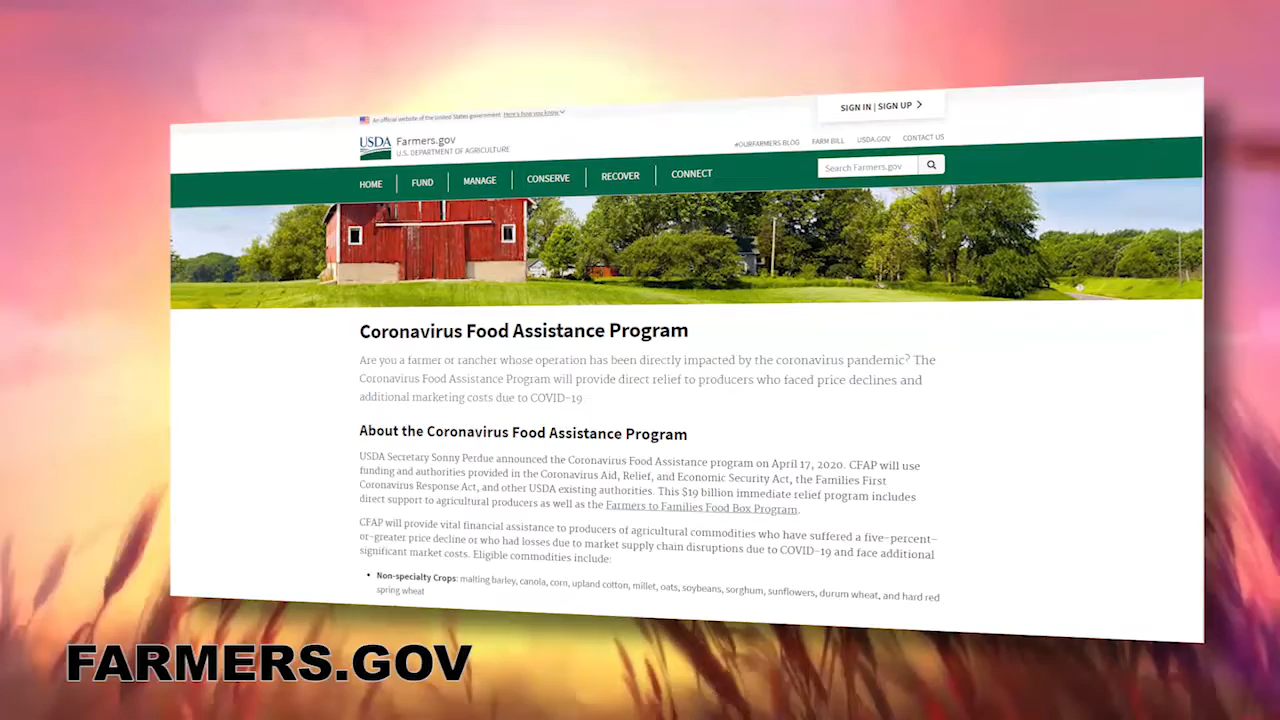 SIGN IN | SIGN UP
An official website of the United States government Here's how you know
USDA Farmers.gov
U.S. DEPARTMENT OF AGRICULTURE
#OURFARMERS BLOG FARM BILL USDA.GOV CONTACT US
HOME FUND MANAGE CONSERVE RECOVER CONNECT
Search Farmers.gov
Coronavirus Food Assistance Program
Are you a farmer or rancher whose operation has been directly impacted by the coronavirus pandemic? The
Coronavirus Food Assistance Program will provide direct relief to producers who faced price declines and
additional marketing costs due to COVID-19
About the Coronavirus Food Assistance Program
USDA Secretary Sonny Perdue announced the Coronavirus Food Assistance program on April 17, 2020. CFAP will use
funding and authorities provided in the Coronavirus Aid, Relief, and Economic Security Act, the Families First
Coronavirus Response Act, and other USDA existing authorities. This $19 billion immediate relief program includes
direct support to agricultural producers as well as the Farmers to Families Food Box Program.
CFAP will provide vital financial assistance to producers of agricultural commodities who have suffered a five-percent-
or-greater price decline or who had losses due to market supply chain disruptions due to COVID-19 and face additional
significant market costs. Eligible commodities include:
• Non-specialty Crops: malting barley, canola, corn, upland cotton, millet, oats, soybeans, sorghum, sunflowers, durum wheat, and hard red
spring wheat
FARMERS.GOV